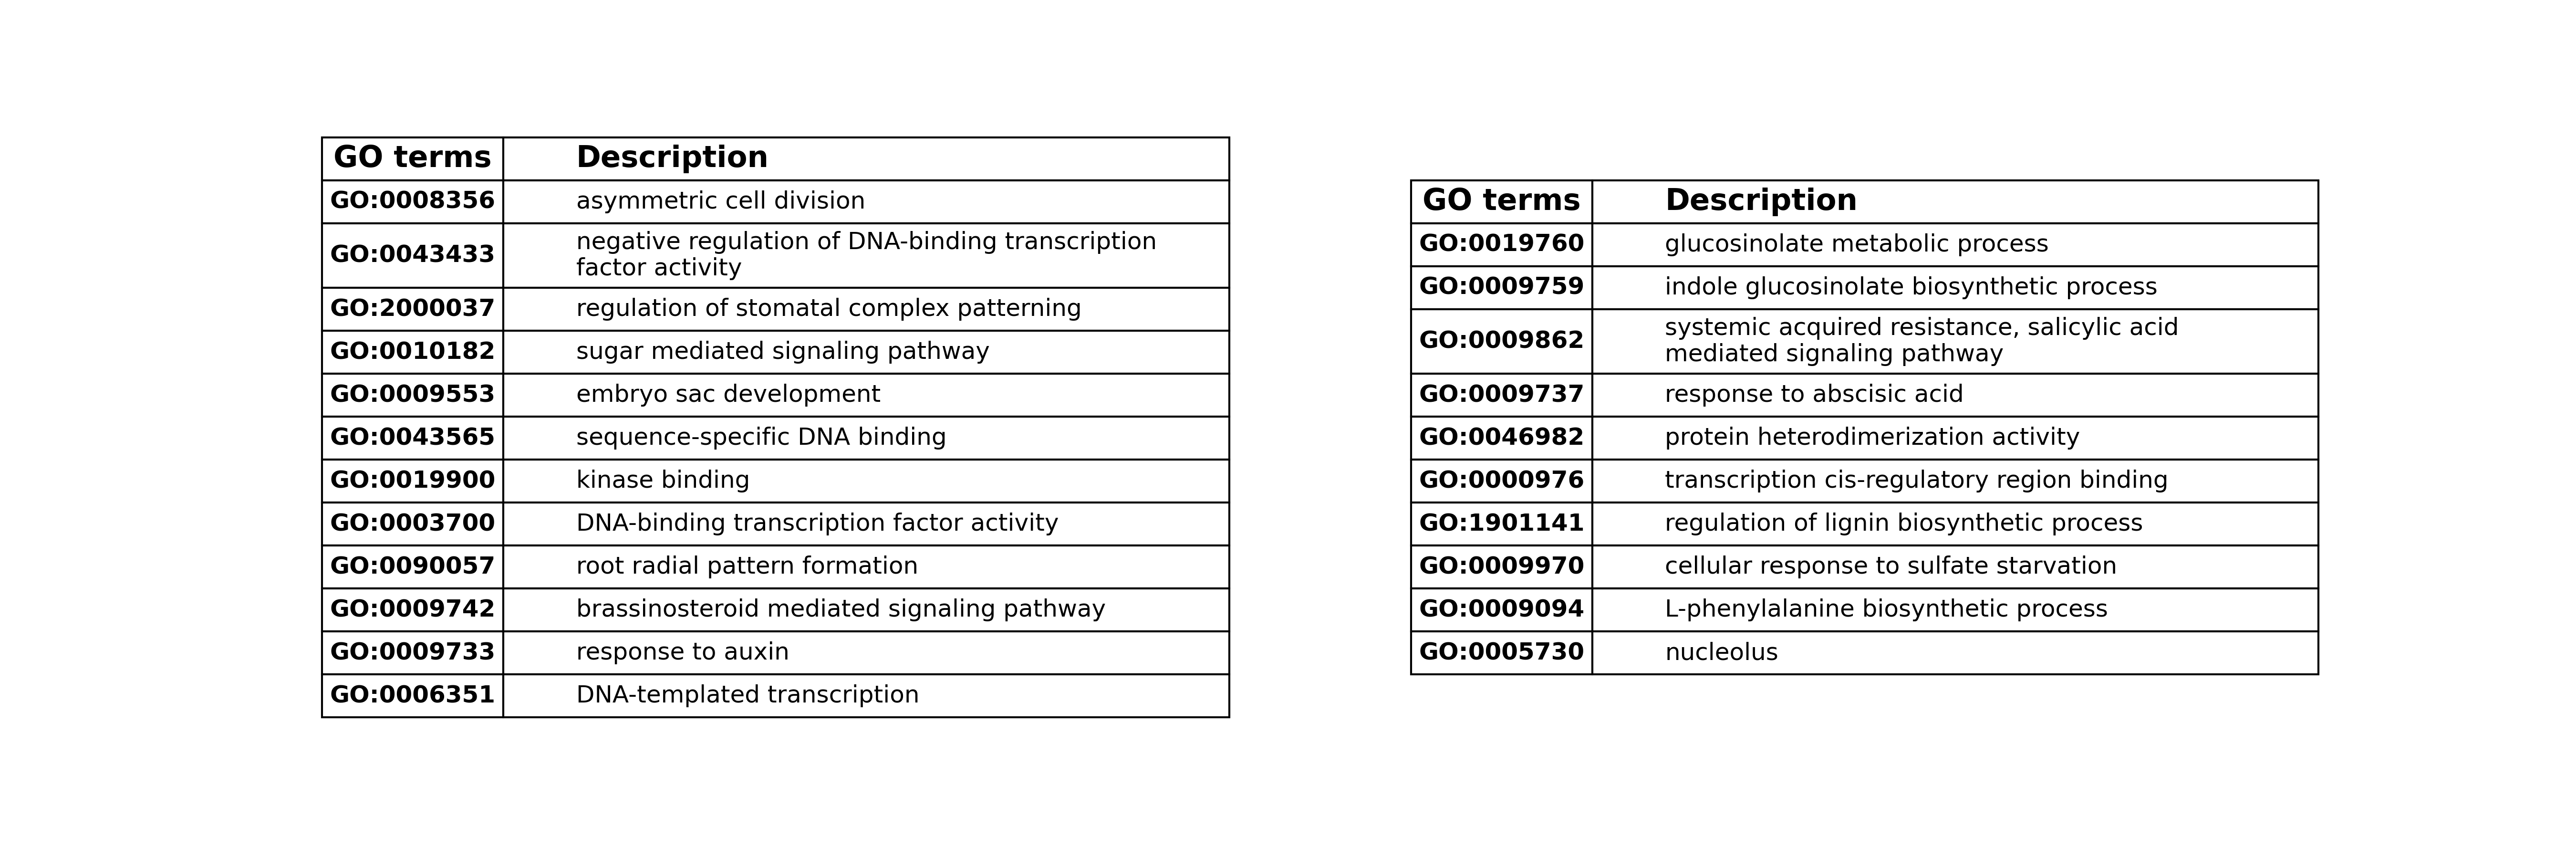 GO terms Description
GO:0008356 asymmetric cell division
GO:0043433 negative regulation of DNA-binding transcription
factor activity
GO:2000037 regulation of stomatal complex patterning
GO:0010182 sugar mediated signaling pathway
GO:0009553 embryo sac development
GO:0043565 sequence-specific DNA binding
GO:0019900 kinase binding
GO:0003700 DNA-binding transcription factor activity
GO:0090057 root radial pattern formation
GO:0009742 brassinosteroid mediated signaling pathway
GO:0009733 response to auxin
GO:0006351 DNA-templated transcription
GO terms Description
GO:0019760 glucosinolate metabolic process
GO:0009759 indole glucosinolate biosynthetic process
GO:0009862 systemic acquired resistance, salicylic acid
mediated signaling pathway
GO:0009737 response to abscisic acid
GO:0046982 protein heterodimerization activity
GO:0000976 transcription cis-regulatory region binding
GO:1901141 regulation of lignin biosynthetic process
GO:0009970 cellular response to sulfate starvation
GO:0009094 L-phenylalanine biosynthetic process
GO:0005730 nucleolus